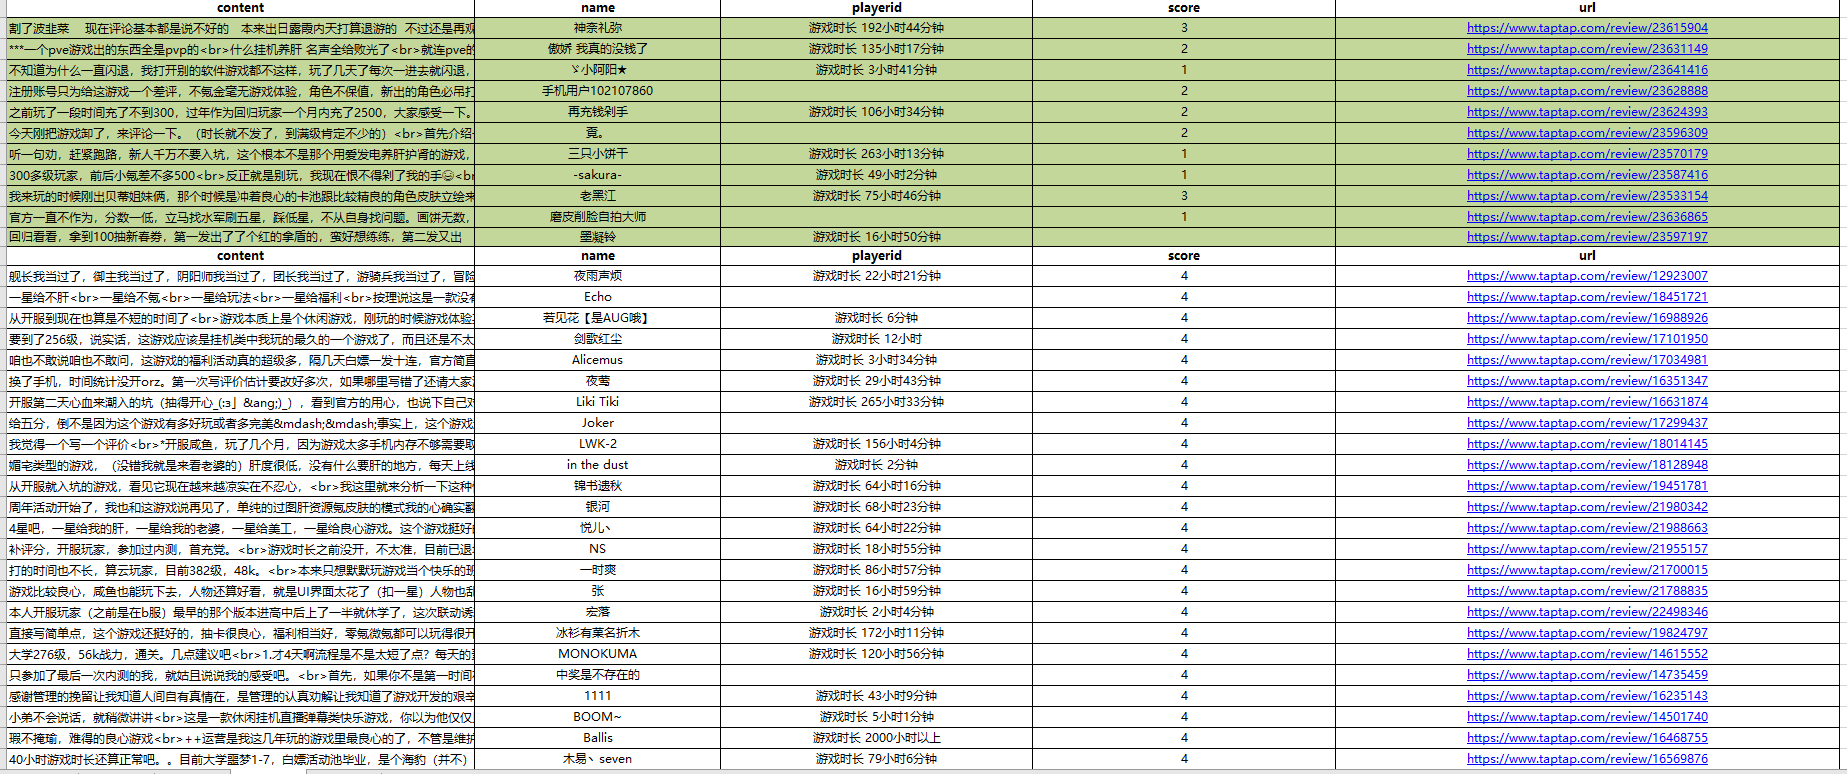 content name playerid score url
割了波韭菜 现在评论基本都是说不好的 本来出日露霞内天打算退游的 不过还是再观 神奈礼弥 游戏时长 192小时44分钟 3 https://www.taptap.com/review/23615904
***一个pve游戏出的东西全是pvp的<br>什么挂机养肝 名声全给败光了<br>就连pve的 傲娇 我真的没钱了 游戏时长 135小时17分钟 2 https://www.taptap.com/review/23631149
不知道为什么一直闪退，我打开别的软件游戏都不这样，玩了几天了每次一进去就闪退， ゞ小阿阳★ 游戏时长 3小时41分钟 1 https://www.taptap.com/review/23641416
注册账号只为给这游戏一个差评，不氪金毫无游戏体验，角色不保值，新出的角色必吊打 手机用户102107860 2 https://www.taptap.com/review/23628888
之前玩了一段时间充了不到300，过年作为回归玩家一个月内充了2500，大家感受一下。 再充钱剁手 游戏时长 106小时34分钟 2 https://www.taptap.com/review/23624393
今天刚把游戏卸了，来评论一下。（时长就不发了，到满级肯定不少的）<br>首先介绍 竟。 2 https://www.taptap.com/review/23596309
听一句劝，赶紧跑路，新人千万不要入坑，这个根本不是那个用爱发电养肝护肾的游戏， 三只小饼干 游戏时长 263小时13分钟 1 https://www.taptap.com/review/23570179
300多级玩家，前后小氪差不多500<br>反正就是别玩，我现在恨不得剁了我的手😄<br -sakura- 游戏时长 49小时2分钟 1 https://www.taptap.com/review/23587416
我来玩的时候刚出贝蒂姐妹俩，那个时候是冲着良心的卡池跟比较精良的角色皮肤立绘来 老黑江 游戏时长 75小时46分钟 3 https://www.taptap.com/review/23533154
官方一直不作为，分数一低，立马找水军刷五星，踩低星，不从自身找问题。画饼无数， 磨皮削脸自拍大师 1 https://www.taptap.com/review/23636865
回归看看，拿到100抽新春券，第一发出了了个红的拿盾的，蛮好想练练，第二发又出 墨凝铃 游戏时长 16小时50分钟 https://www.taptap.com/review/23597197
content name playerid score url
舰长我当过了，御主我当过了，阴阳师我当过了，团长我当过了，游骑兵我当过了，冒险 夜雨声烦 游戏时长 22小时21分钟 4 https://www.taptap.com/review/12923007
一星给不肝<br>一星给不氪<br>一星给玩法<br>一星给福利<br>按理说这是一款没有 Echo 4 https://www.taptap.com/review/18451721
从开服到现在也算是不短的时间了<br>游戏本质上是个休闲游戏，刚玩的时候游戏体验 若见花【是AUG哦】 游戏时长 6分钟 4 https://www.taptap.com/review/16988926
要到了256级，说实话，这游戏应该是挂机类中我玩的最久的一个游戏了，而且还是不太 剑歌红尘 游戏时长 12小时 4 https://www.taptap.com/review/17101950
咱也不敢说咱也不敢问，这游戏的福利活动真的超级多，隔几天白嫖一发十连，官方简直 Alicemus 游戏时长 3小时34分钟 4 https://www.taptap.com/review/17034981
换了手机，时间统计没开orz。第一次写评价估计要改好多次，如果哪里写错了还请大家 夜莺 游戏时长 29小时43分钟 4 https://www.taptap.com/review/16351347
开服第二天心血来潮入的坑（抽得开心_(:з」&ang;)_），看到官方的用心，也说下自己对 Liki Tiki 游戏时长 265小时33分钟 4 https://www.taptap.com/review/16631874
给五分，倒不是因为这个游戏有多好玩或者多完美&mdash;&mdash;事实上，这个游戏 Joker 4 https://www.taptap.com/review/17299437
我觉得一个写一个评价<br>*开服咸鱼，玩了几个月，因为游戏太多手机内存不够需要取 LWK-2 游戏时长 156小时4分钟 4 https://www.taptap.com/review/18014145
媚宅类型的游戏，（没错我就是来看老婆的）肝度很低，没有什么要肝的地方，每天上线 in the dust 游戏时长 2分钟 4 https://www.taptap.com/review/18128948
从开服就入坑的游戏，看见它现在越来越凉实在不忍心，<br>我这里就来分析一下这种 锦书遗秋 游戏时长 64小时16分钟 4 https://www.taptap.com/review/19451781
周年活动开始了，我也和这游戏说再见了，单纯的过图肝资源氪皮肤的模式我的心确实 银河 游戏时长 68小时23分钟 4 https://www.taptap.com/review/21980342
4星吧，一星给我的肝，一星给我的老婆，一星给美工，一星给良心游戏。这个游戏挺好 悦儿丶 游戏时长 64小时22分钟 4 https://www.taptap.com/review/21988663
补评分，开服玩家，参加过内测，首充党。<br>游戏时长之前没开，不太准，目前已退 NS 游戏时长 18小时55分钟 4 https://www.taptap.com/review/21955157
打的时间也不长，算云玩家，目前382级，48k。<br>本来只想默默玩游戏当个快乐的 一时爽 游戏时长 86小时57分钟 4 https://www.taptap.com/review/21700015
游戏比较良心，咸鱼也能玩下去，人物还算好看，就是UI界面太花了（扣一星）人物也 张 游戏时长 16小时59分钟 4 https://www.taptap.com/review/21788835
本人开服玩家（之前是在b服）最早的那个版本进高中后上了一半就休学了，这次联动诱 宏落 游戏时长 2小时4分钟 4 https://www.taptap.com/review/22498346
直接写简单点，这个游戏还挺好的，抽卡很良心，福利相当好，零氪微氪都可以玩得很开 冰衫有菓名折木 游戏时长 172小时11分钟 4 https://www.taptap.com/review/19824797
大学276级，56k战力，通关。几点建议吧<br>1.才4天啊流程是不是太短了点？每天的 MONOKUMA 游戏时长 120小时56分钟 4 https://www.taptap.com/review/14615552
只参加了最后一次内测的我，就姑且说说我的感受吧。<br>首先，如果你不是第一时间 中奖是不存在的 4 https://www.taptap.com/review/14735459
感谢管理的挽留让我知道人间自有真情在，是管理的认真劝解让我知道了游戏开发的艰辛 1111 游戏时长 43小时9分钟 4 https://www.taptap.com/review/16235143
小弟不会说话，就稍微讲讲<br>这是一款休闲挂机直播弹幕类快乐游戏，你以为他仅仅 BOOM~ 游戏时长 5小时1分钟 4 https://www.taptap.com/review/14501740
瑕不掩瑜，难得的良心游戏<br>++运营是我这几年玩的游戏里最良心的了，不管是维护 Ballis 游戏时长 2000小时以上 4 https://www.taptap.com/review/16468755
40小时游戏时长还算正常吧。。目前大学噩梦1-7，白嫖活动池毕业，是个海豹（并不） 木易丶seven 游戏时长 79小时6分钟 4 https://www.taptap.com/review/16569876